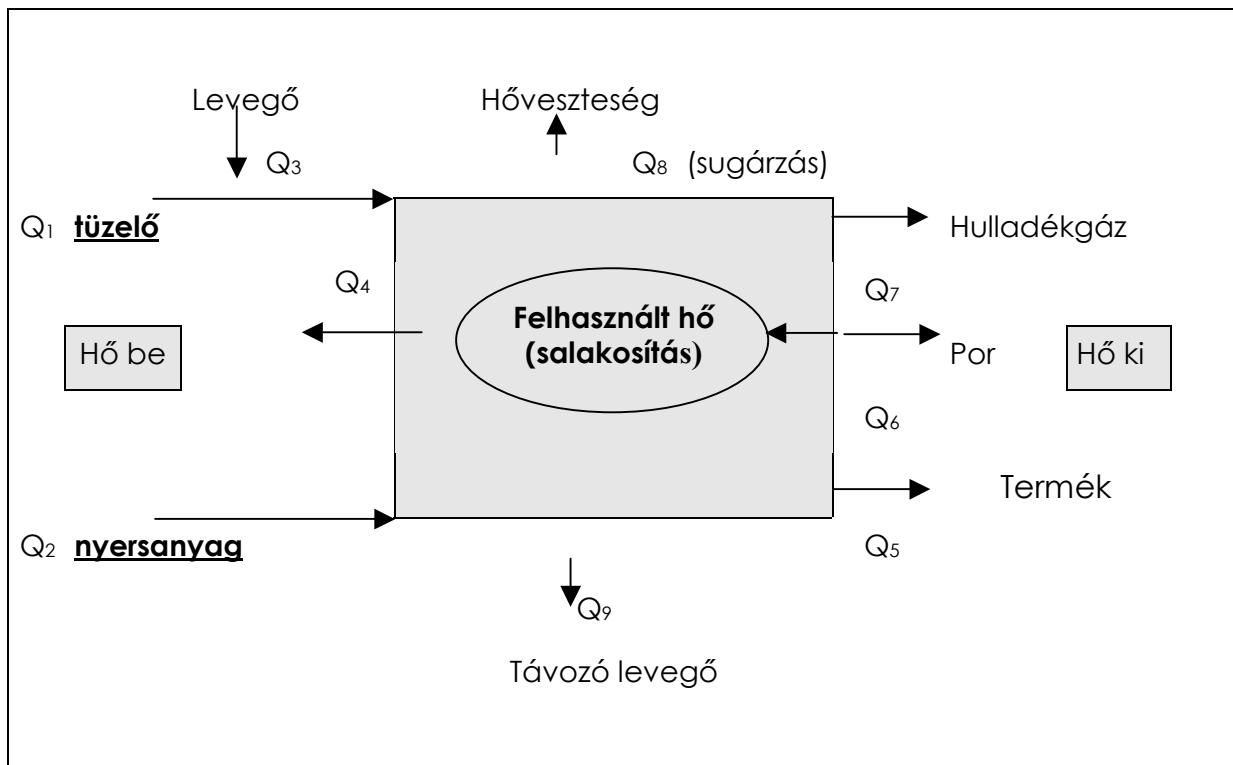 Levegő
Hőveszteség
Q3
Q8 (sugárzás)
Q1 tüzelő
Hulladékgáz
Q4
Q7
Felhasznált hő
(salakosítás)
Hő be
Por
Hő ki
Q6
Termék
Q2 nyersanyag
Q5
Q9
Távozó levegő